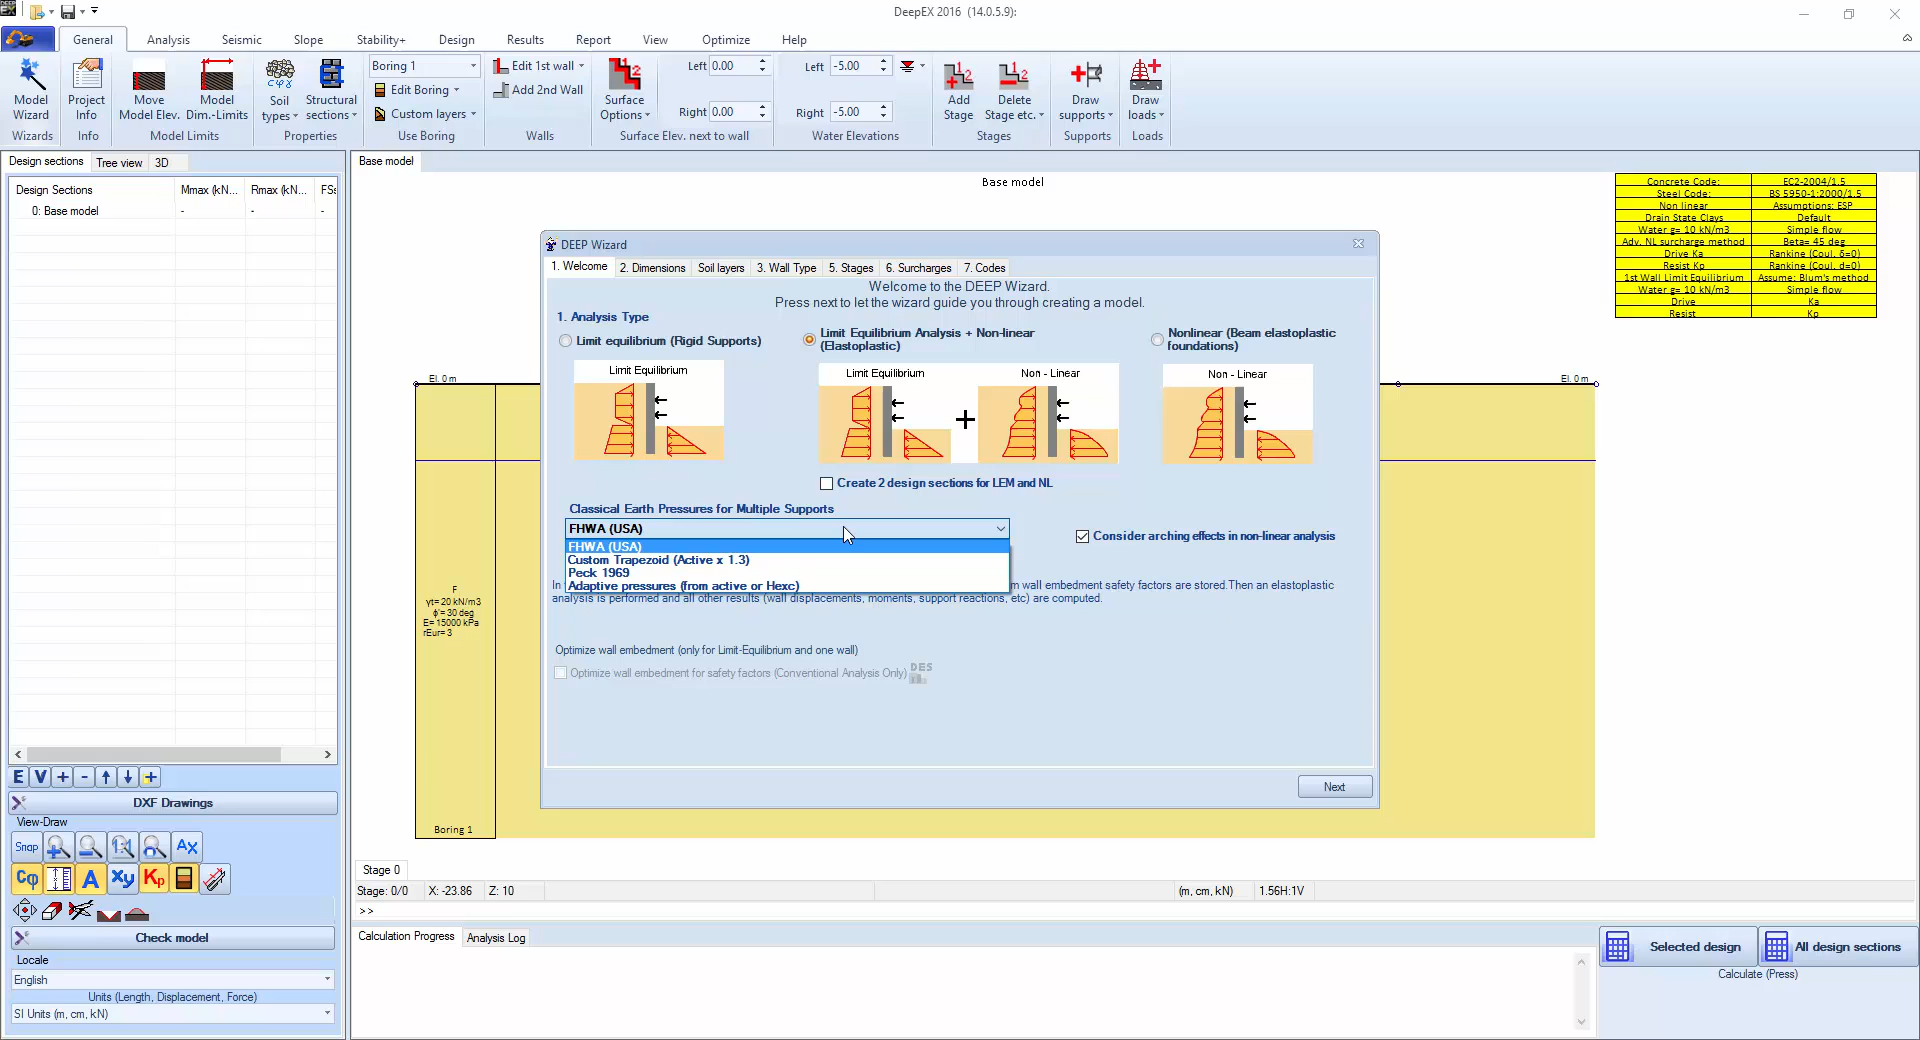 DeepEX 2016 (14.0.5.9):
General Analysis Seismic Slope Stability+ Design Results Report View Optimize Help
Model Wizard
Wizards
Project Info
Info
Move Model Elev.
Model Dim.-Limits
Model Limits
Soil types
Structural sections
Properties
Boring 1
Edit Boring
Custom layers
Use Boring
Edit 1st wall
Add 2nd Wall
Walls
Surface Options
Left 0.00
Right 0.00
Surface Elev. next to wall
Left -5.00
Right -5.00
Water Elevations
Add Stage
Delete Stage etc.
Stages
Draw supports
Supports
Draw loads
Loads
Design sections Tree view 3D
Design Sections Mmax (kN... Rmax (kN... FS
0: Base model - - -
E V + - +
DXF Drawings
View-Draw
Snap 1:1 Ax
Cφ A Xy Kp
Check model
Locale
English
Units (Length, Displacement, Force)
SI Units (m, cm, kN)
Base model
Base model
Concrete Code: EC2-2004/1.5
Steel Code: BS 5950-1:2000/1.5
Non linear Assumptions: ESP
Drain State Clays Default
Water g= 10 kN/m3 Simple flow
Adv. NL surcharge method Beta= 45 deg
Drive Ka Rankine (Coul, δ=0)
Resist Kp Rankine (Coul, d=0)
1st Wall Limit Equilibrium Assume: Blum's method
Water g= 10 kN/m3 Simple flow
Drive Ka
Resist Kp
El. 0 m
El. 0 m
F
γt= 20 kN/m3
ϕ'= 30 deg
E= 15000 kPa
rEur= 3
Boring 1
DEEP Wizard
1. Welcome 2. Dimensions Soil layers 3. Wall Type 5. Stages 6. Surcharges 7. Codes
Welcome to the DEEP Wizard.
Press next to let the wizard guide you through creating a model.
1. Analysis Type
Limit equilibrium (Rigid Supports)
Limit Equilibrium
Limit Equilibrium Analysis + Non-linear
(Elastoplastic)
Limit Equilibrium
+
Non - Linear
Nonlinear (Beam elastoplastic
foundations)
Non - Linear
Create 2 design sections for LEM and NL
Classical Earth Pressures for Multiple Supports
FHWA (USA)
FHWA (USA)
Custom Trapezoid (Active x 1.3)
Peck 1969
Adaptive pressures (from active or Hexc)
Consider arching effects in non-linear analysis
wall embedment safety factors are stored.Then an elastoplastic
analysis is performed and all other results (wall displacements, moments, support reactions, etc) are computed.
Optimize wall embedment (only for Limit-Equilibrium and one wall)
Optimize wall embedment for safety factors (Conventional Analysis Only) DES
Next
Stage 0
Stage: 0/0 X: -23.86 Z: 10 (m, cm, kN) 1.56H:1V
>>
Calculation Progress Analysis Log
Selected design
All design sections
Calculate (Press)